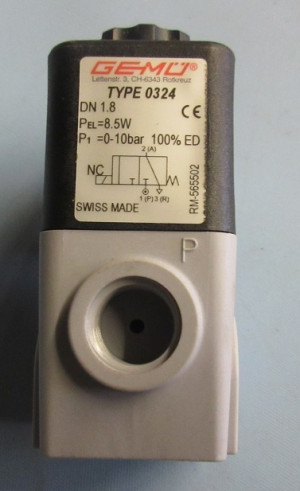 GEMÜ®
Lettenstr. 3, CH-6343 Rotkreuz
TYPE 0324
DN 1.8
CE
PEL=8.5W
P1 =0-10bar 100% ED
2 (A)
NC
1 (P) 3 (R)
SWISS MADE
RM-565502
P